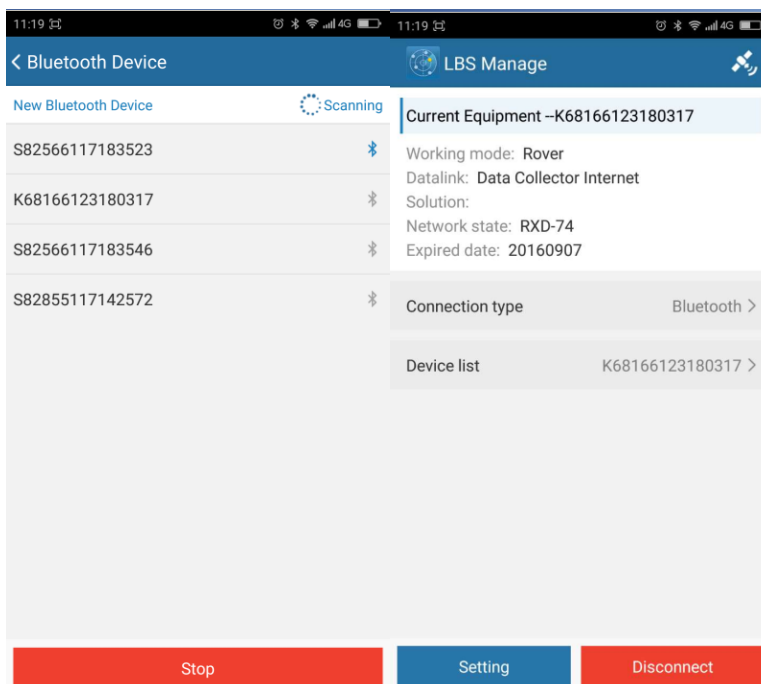 11:19
4G
Bluetooth Device
New Bluetooth Device
Scanning
S82566117183523
K68166123180317
S82566117183546
S82855117142572
Stop
11:19
4G
LBS Manage
Current Equipment --K68166123180317
Working mode: Rover
Datalink: Data Collector Internet
Solution:
Network state: RXD-74
Expired date: 20160907
Connection type Bluetooth >
Device list K68166123180317 >
Setting
Disconnect